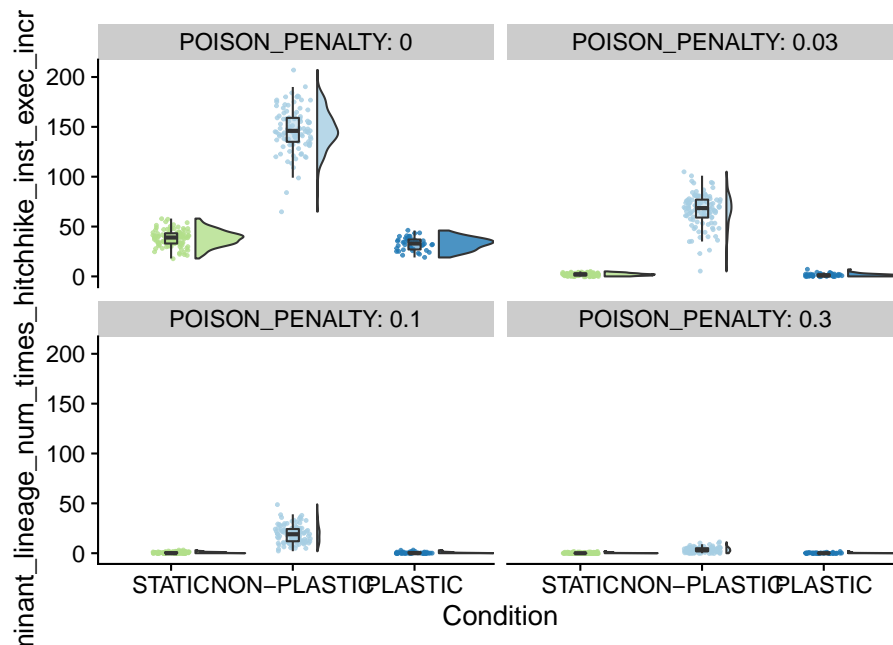 minant_lineage_num_times_hitchhike_inst_exec_incr
POISON_PENALTY: 0
POISON_PENALTY: 0.03
200
150
100
50
0
POISON_PENALTY: 0.1
POISON_PENALTY: 0.3
200
150
100
50
0
STATIC NON−PLASTIC PLASTIC
STATIC NON−PLASTIC PLASTIC
Condition